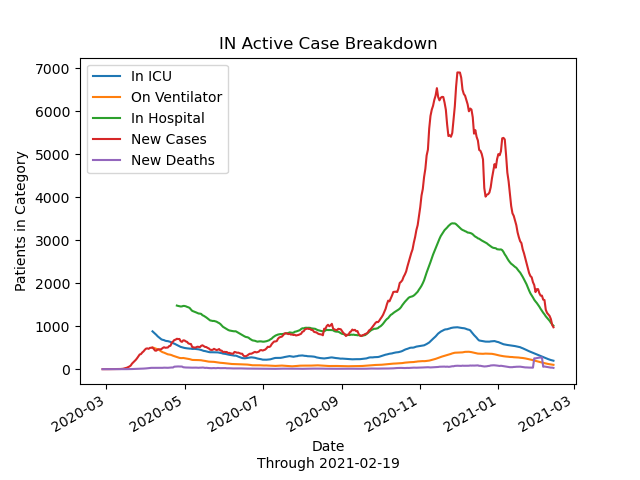 IN Active Case Breakdown
In ICU
On Ventilator
In Hospital
New Cases
New Deaths
Patients in Category
7000
6000
5000
4000
3000
2000
1000
0
2020-03
2020-05
2020-07
2020-09
2020-11
2021-01
2021-03
Date
Through 2021-02-19